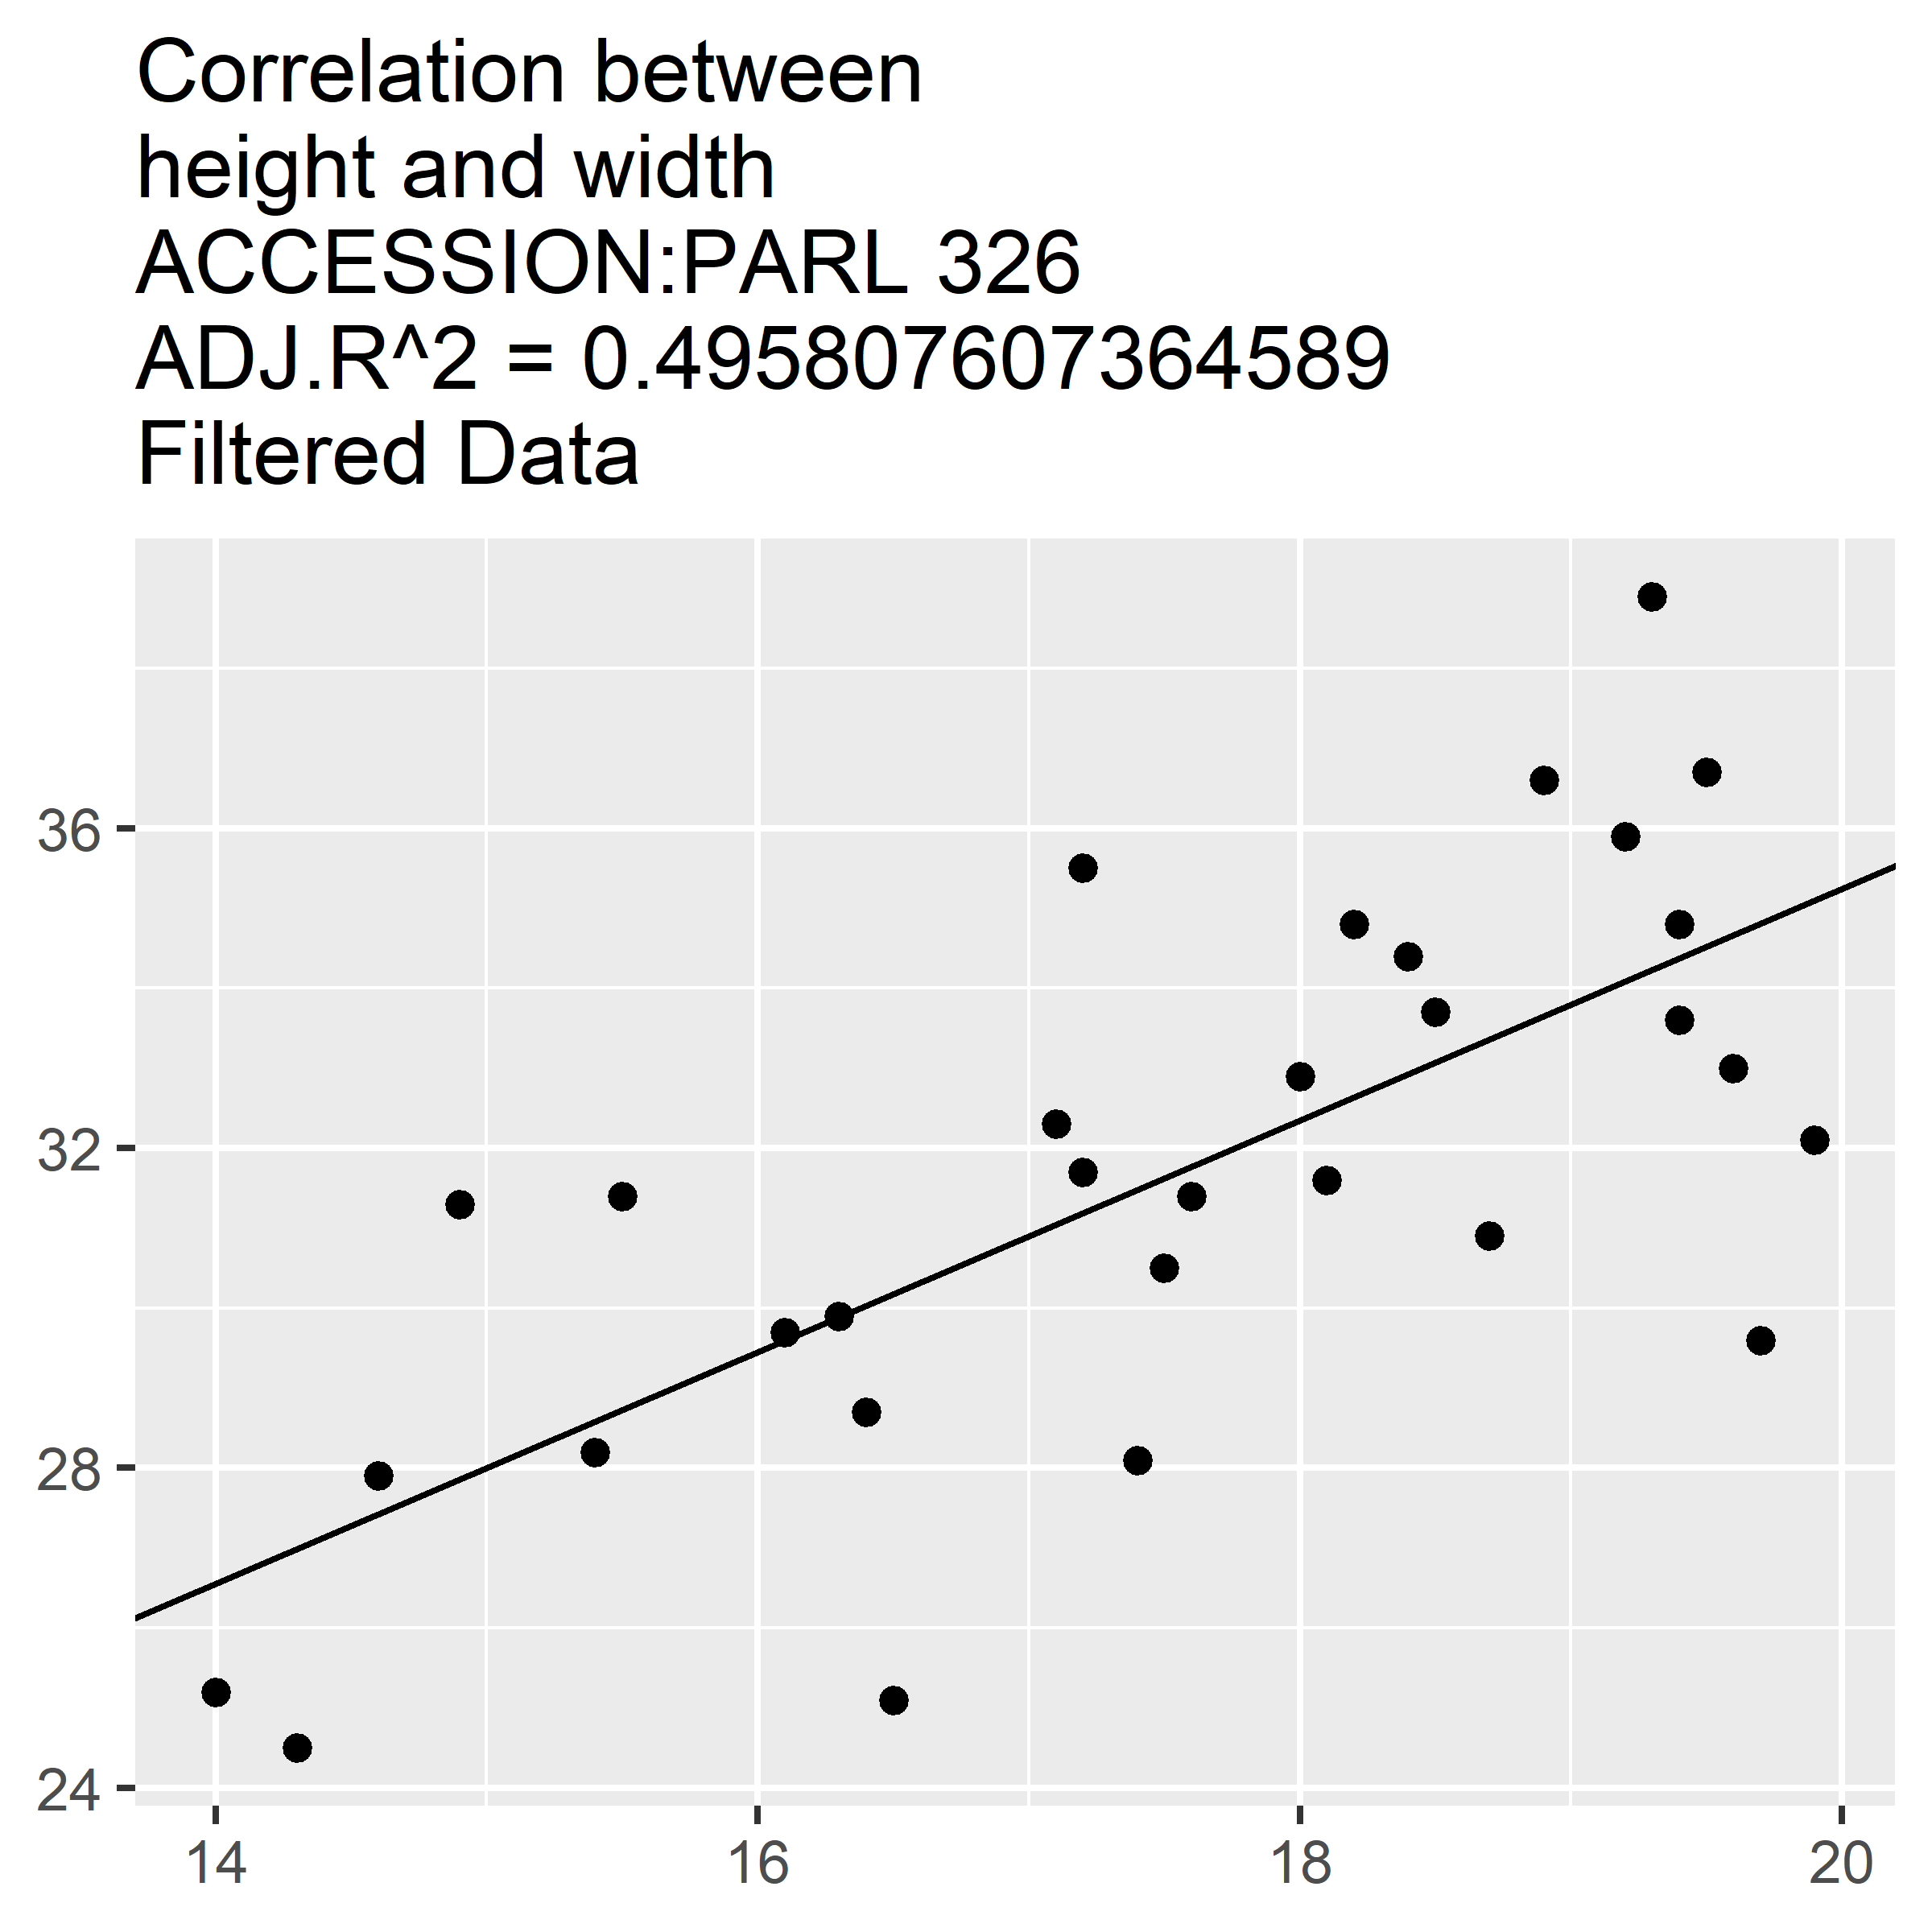 Correlation between
height and width
ACCESSION:PARL 326
ADJ.R^2 = 0.495807607364589
Filtered Data
36
32
28
24
14 16 18 20